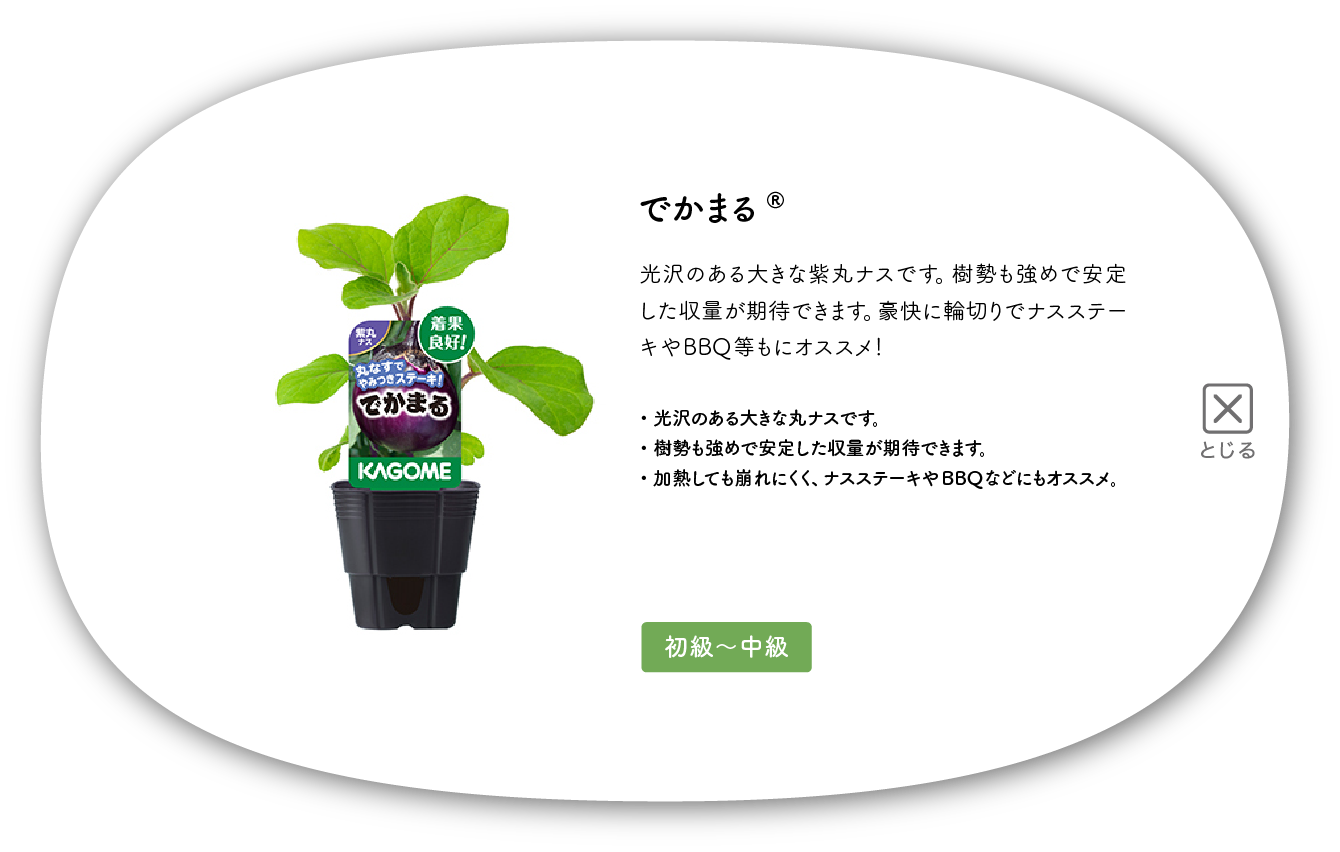 でかまる®
光沢のある大きな紫丸ナスです。樹勢も強めで安定
した収量が期待できます。豪快に輪切りでナスステー
キやBBQ等もにオススメ！
・光沢のある大きな丸ナスです。
・樹勢も強めで安定した収量が期待できます。
・加熱しても崩れにくく、ナスステーキやBBQなどにもオススメ。
初級～中級
紫丸
ナス
着果
良好!
丸なすで
やみつきステーキ!
でかまる
KAGOME
とじる